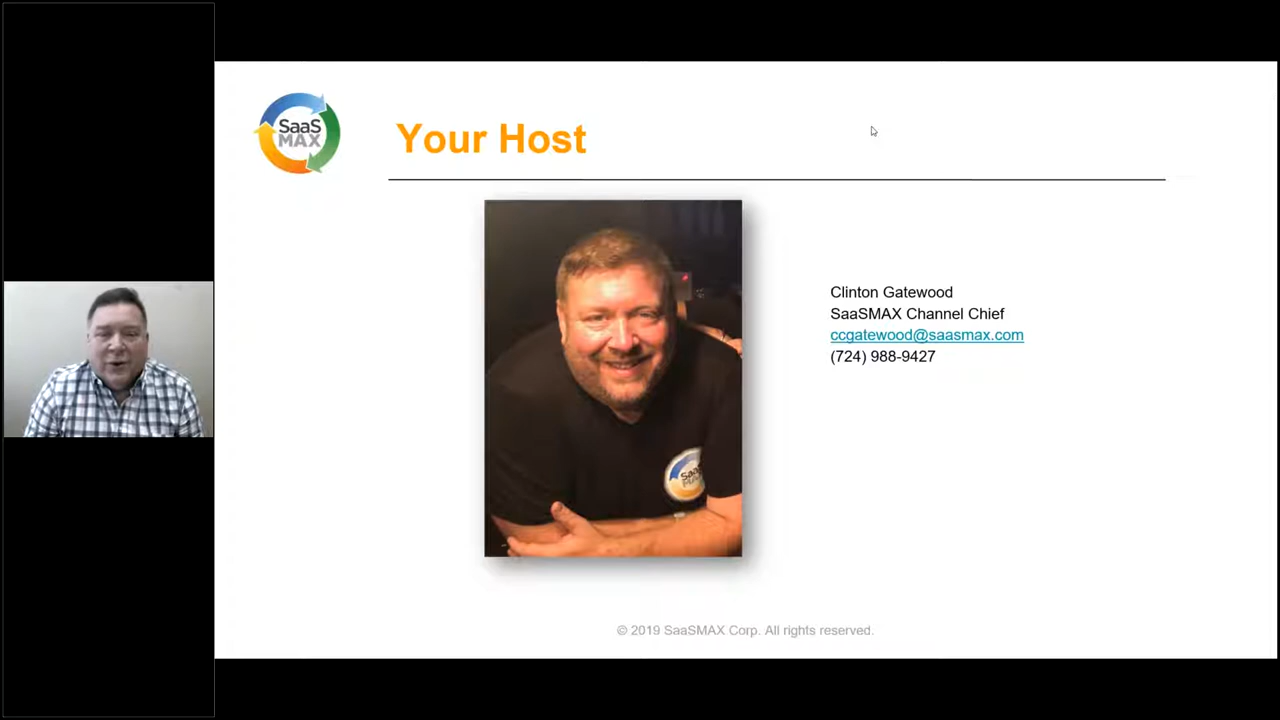 SaaS
MAX
Your Host
Clinton Gatewood
SaaSMAX Channel Chief
ccgatewood@saasmax.com
(724) 988-9427
© 2019 SaaSMAX Corp. All rights reserved.